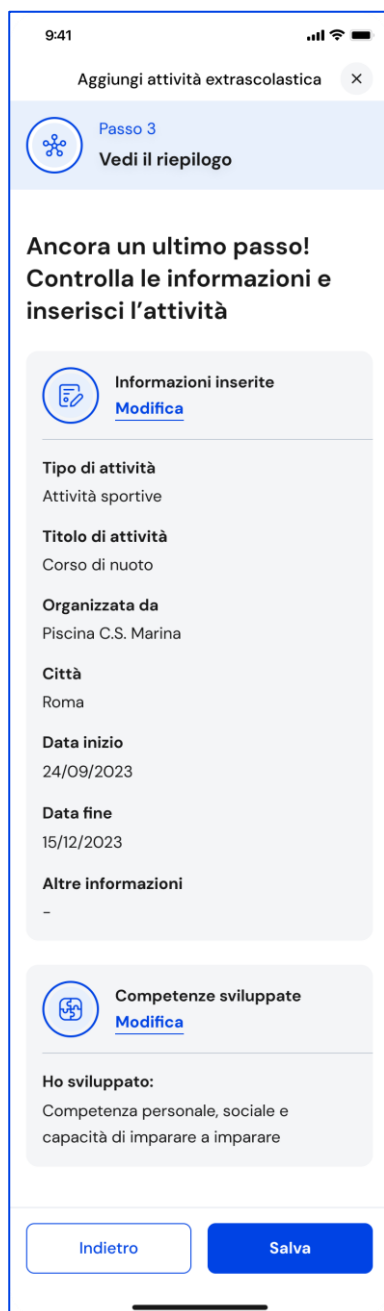 9:41
Aggiungi attività extrascolastica
Passo 3
Vedi il riepilogo
Ancora un ultimo passo!
Controlla le informazioni e
inserisci l’attività
Informazioni inserite
Modifica
Tipo di attività
Attività sportive
Titolo di attività
Corso di nuoto
Organizzata da
Piscina C.S. Marina
Città
Roma
Data inizio
24/09/2023
Data fine
15/12/2023
Altre informazioni
-
Competenze sviluppate
Modifica
Ho sviluppato:
Competenza personale, sociale e
capacità di imparare a imparare
Indietro
Salva